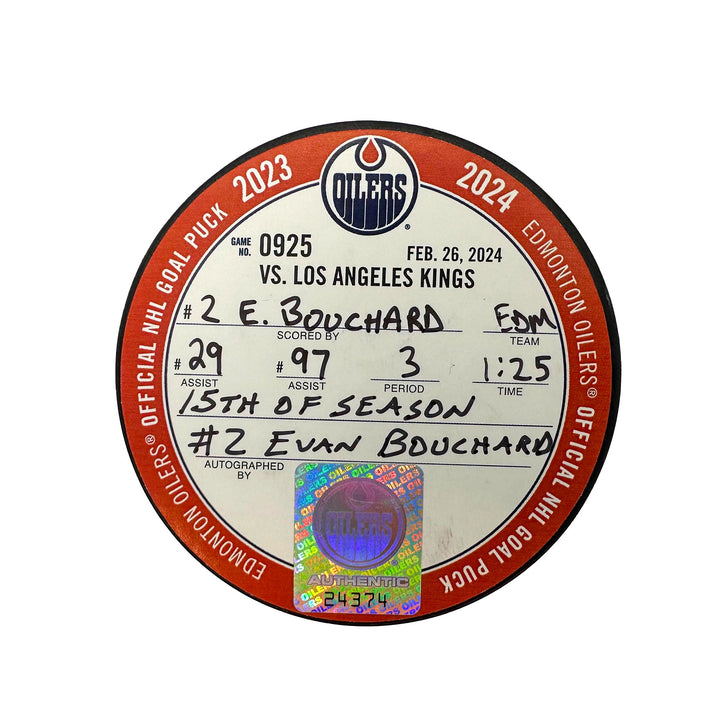 2023
2024
OILERS®
EDMONTON OILERS® OFFICIAL NHL GOAL PUCK
EDMONTON OILERS® OFFICIAL NHL GOAL PUCK
GAME NO. 0925
FEB. 26, 2024
VS. LOS ANGELES KINGS
#2 E. BOUCHARD EDM
SCORED BY TEAM
#29 #97 3 1:25
ASSIST ASSIST PERIOD TIME
15TH OF SEASON
#2 EVAN BOUCHARD
AUTOGRAPHED BY
OILERS
AUTHENTIC
24374